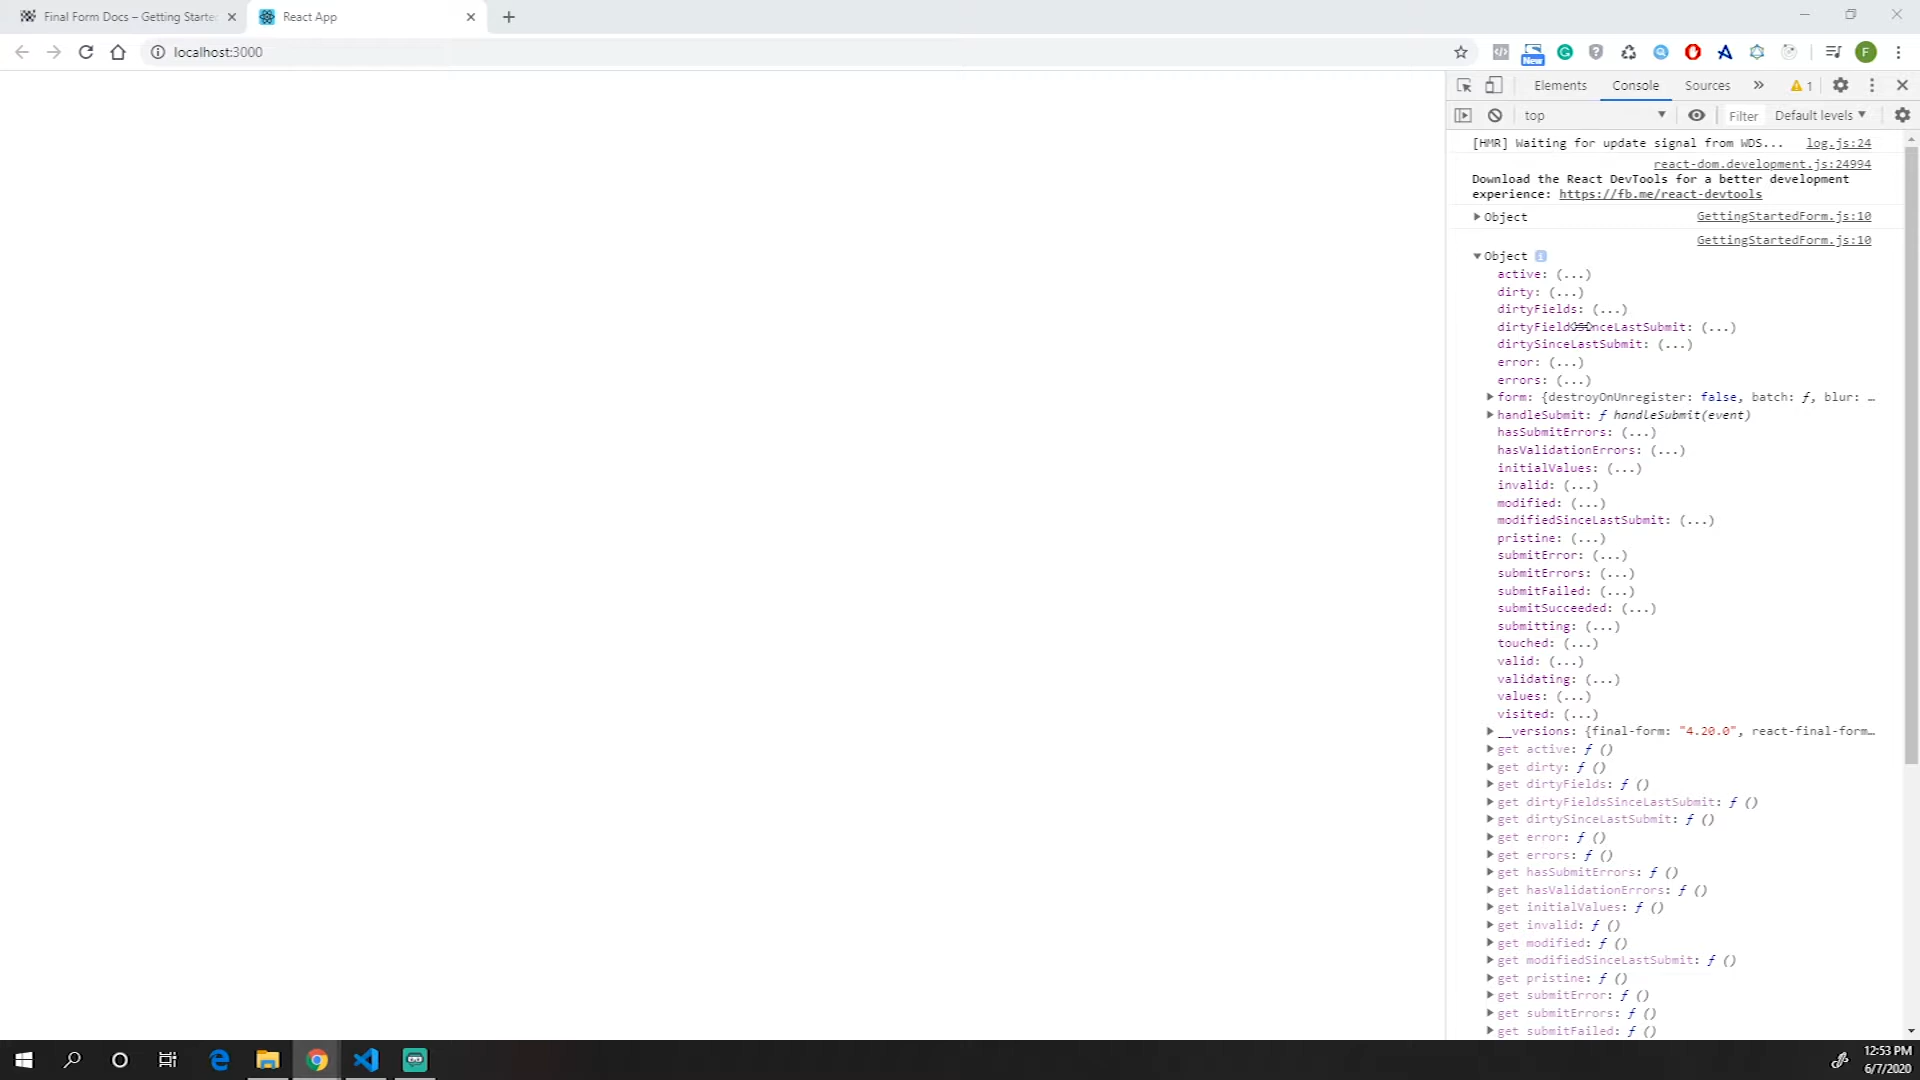 Final Form Docs – Getting Starte
React App
localhost:3000
New
F
Elements
Console
Sources
1
top
Filter
Default levels
[HMR] Waiting for update signal from WDS...
log.js:24
react-dom.development.js:24994
Download the React DevTools for a better development
experience: https://fb.me/react-devtools
Object
GettingStartedForm.js:10
GettingStartedForm.js:10
Object
active: (...)
dirty: (...)
dirtyFields: (...)
dirtyFieldsSinceLastSubmit: (...)
dirtySinceLastSubmit: (...)
error: (...)
errors: (...)
form: {destroyOnUnregister: false, batch: ƒ, blur: …
handleSubmit: ƒ handleSubmit(event)
hasSubmitErrors: (...)
hasValidationErrors: (...)
initialValues: (...)
invalid: (...)
modified: (...)
modifiedSinceLastSubmit: (...)
pristine: (...)
submitError: (...)
submitErrors: (...)
submitFailed: (...)
submitSucceeded: (...)
submitting: (...)
touched: (...)
valid: (...)
validating: (...)
values: (...)
visited: (...)
__versions: {final-form: "4.20.0", react-final-form…
get active: ƒ ()
get dirty: ƒ ()
get dirtyFields: ƒ ()
get dirtyFieldsSinceLastSubmit: ƒ ()
get dirtySinceLastSubmit: ƒ ()
get error: ƒ ()
get errors: ƒ ()
get hasSubmitErrors: ƒ ()
get hasValidationErrors: ƒ ()
get initialValues: ƒ ()
get invalid: ƒ ()
get modified: ƒ ()
get modifiedSinceLastSubmit: ƒ ()
get pristine: ƒ ()
get submitError: ƒ ()
get submitErrors: ƒ ()
get submitFailed: ƒ ()
12:53 PM
6/7/2020